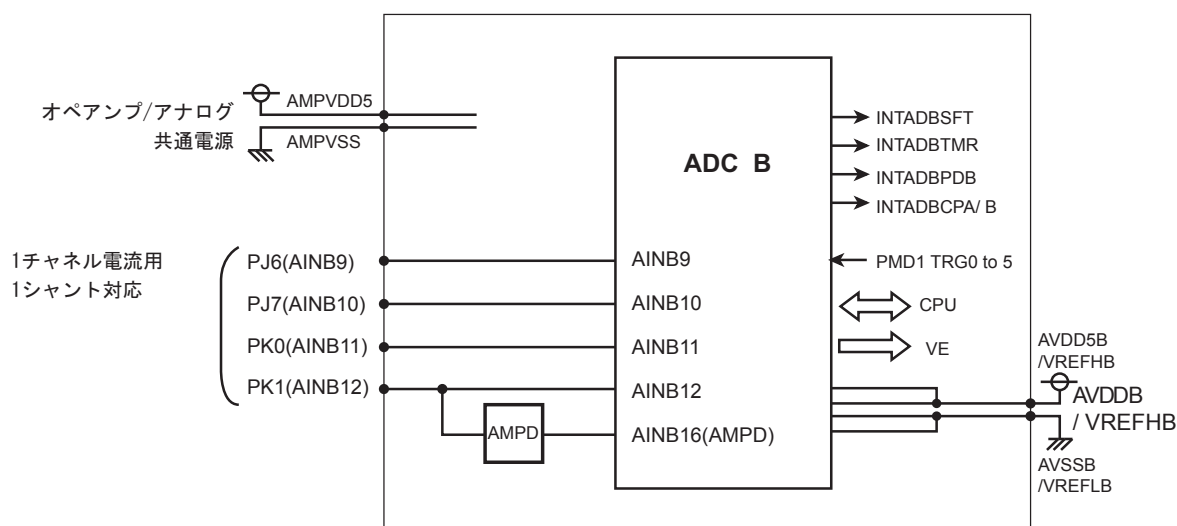 オペアンプ/アナログ
共通電源
AMPVDD5
AMPVSS
ADC B
INTADBSFT
INTADBTMR
INTADBPDB
INTADBCPA/ B
1チャネル電流用
1シャント対応
PJ6(AINB9)
PJ7(AINB10)
PK0(AINB11)
PK1(AINB12)
AMPD
AINB9
AINB10
AINB11
AINB12
AINB16(AMPD)
PMD1 TRG0 to 5
CPU
VE
AVDD5B
/VREFHB
AVDDB
/ VREFHB
AVSSB
/VREFLB